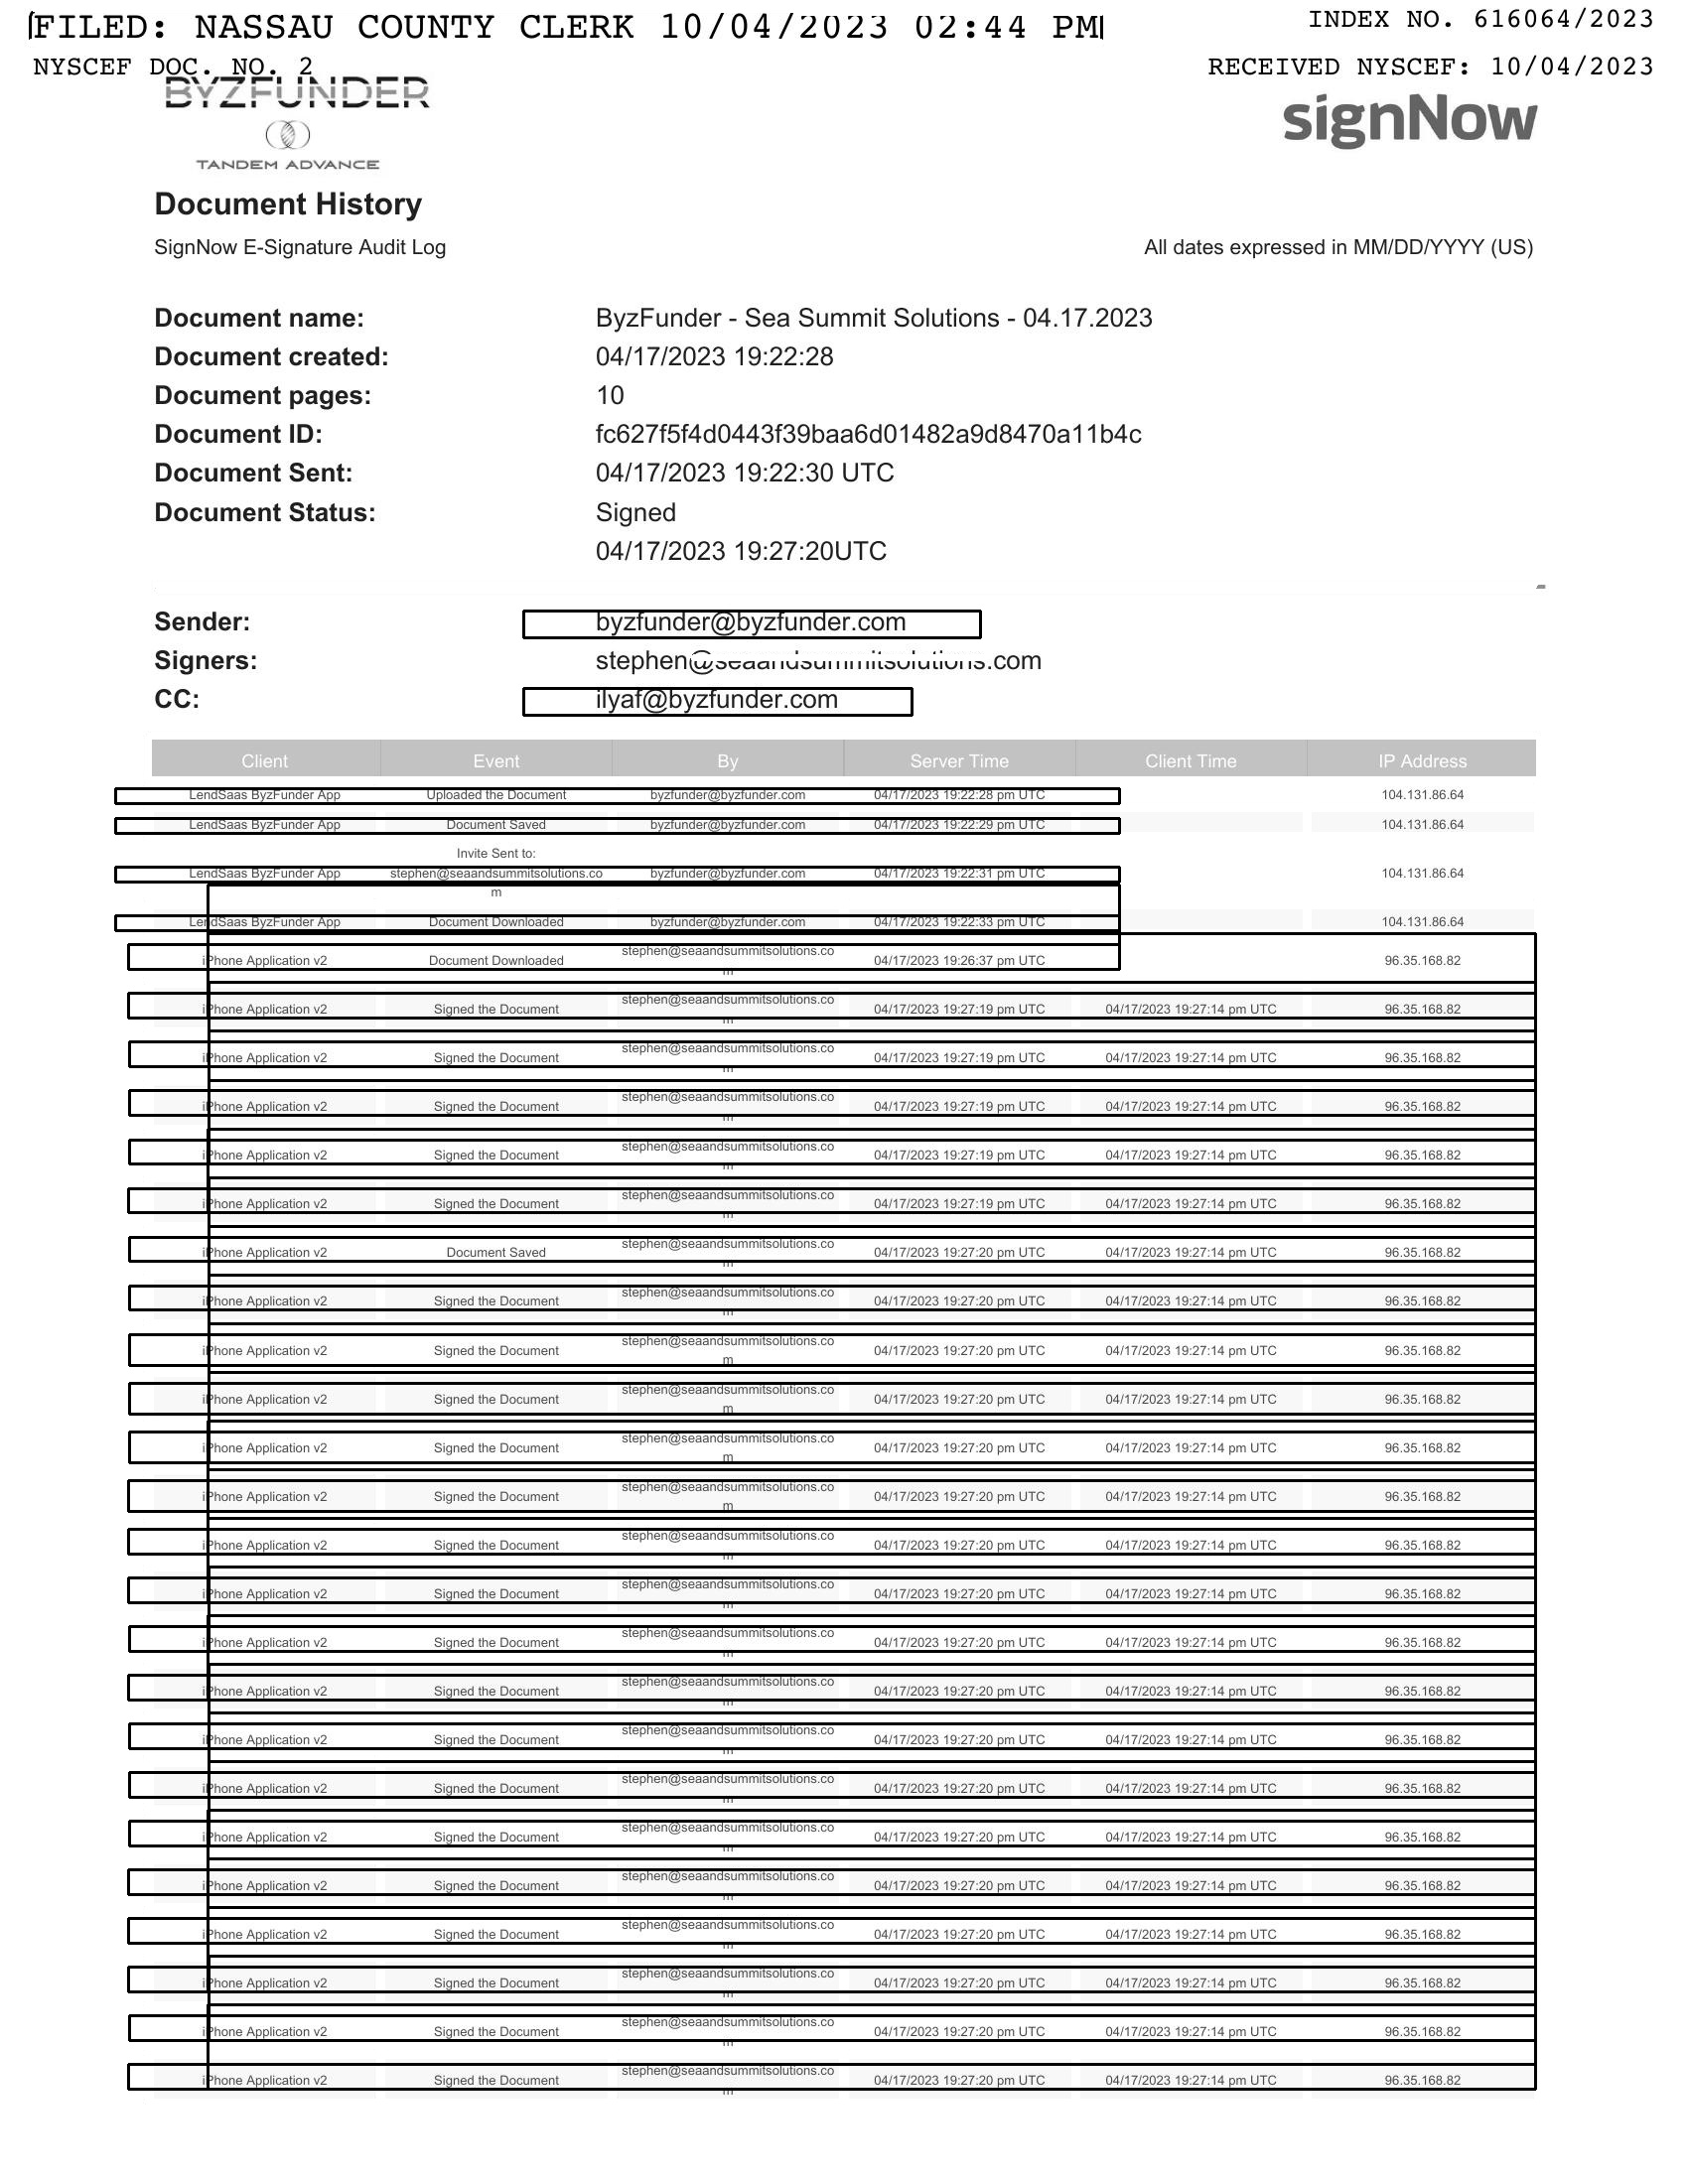 FILED: NASSAU COUNTY CLERK 10/04/2023 02:44 PM INDEX NO. 616064/2023
NYSCEF DOC. NO. 2 RECEIVED NYSCEF: 10/04/2023
BYZFUNDER
signNow
TANDEM ADVANCE
Document History
SignNow E-Signature Audit Log All dates expressed in MM/DD/YYYY (US)
Document name: ByzFunder - Sea Summit Solutions - 04.17.2023
Document created: 04/17/2023 19:22:28
Document pages: 10
Document ID: fc627f5f4d0443f39baa6d01482a9d8470a11b4c
Document Sent: 04/17/2023 19:22:30 UTC
Document Status: Signed
04/17/2023 19:27:20UTC
Sender: byzfunder@byzfunder.com
Signers: stephen@seaandsummitsolutions.com
CC: ilyaf@byzfunder.com
Client Event By Server Time Client Time IP Address
LendSaas ByzFunder App Uploaded the Document byzfunder@byzfunder.com 04/17/2023 19:22:28 pm UTC 104.131.86.64
LendSaas ByzFunder App Document Saved byzfunder@byzfunder.com 04/17/2023 19:22:29 pm UTC 104.131.86.64
Invite Sent to:
LendSaas ByzFunder App stephen@seaandsummitsolutions.co byzfunder@byzfunder.com 04/17/2023 19:22:31 pm UTC 104.131.86.64
m
LendSaas ByzFunder App Document Downloaded byzfunder@byzfunder.com 04/17/2023 19:22:33 pm UTC 104.131.86.64
stephen@seaandsummitsolutions.co
iPhone Application v2 Document Downloaded 04/17/2023 19:26:37 pm UTC 96.35.168.82
m
stephen@seaandsummitsolutions.co
iPhone Application v2 Signed the Document 04/17/2023 19:27:19 pm UTC 04/17/2023 19:27:14 pm UTC 96.35.168.82
m
stephen@seaandsummitsolutions.co
iPhone Application v2 Signed the Document 04/17/2023 19:27:19 pm UTC 04/17/2023 19:27:14 pm UTC 96.35.168.82
m
stephen@seaandsummitsolutions.co
iPhone Application v2 Signed the Document 04/17/2023 19:27:19 pm UTC 04/17/2023 19:27:14 pm UTC 96.35.168.82
m
stephen@seaandsummitsolutions.co
iPhone Application v2 Signed the Document 04/17/2023 19:27:19 pm UTC 04/17/2023 19:27:14 pm UTC 96.35.168.82
m
stephen@seaandsummitsolutions.co
iPhone Application v2 Signed the Document 04/17/2023 19:27:19 pm UTC 04/17/2023 19:27:14 pm UTC 96.35.168.82
m
stephen@seaandsummitsolutions.co
iPhone Application v2 Document Saved 04/17/2023 19:27:20 pm UTC 04/17/2023 19:27:14 pm UTC 96.35.168.82
m
stephen@seaandsummitsolutions.co
iPhone Application v2 Signed the Document 04/17/2023 19:27:20 pm UTC 04/17/2023 19:27:14 pm UTC 96.35.168.82
m
stephen@seaandsummitsolutions.co
iPhone Application v2 Signed the Document 04/17/2023 19:27:20 pm UTC 04/17/2023 19:27:14 pm UTC 96.35.168.82
m
stephen@seaandsummitsolutions.co
iPhone Application v2 Signed the Document 04/17/2023 19:27:20 pm UTC 04/17/2023 19:27:14 pm UTC 96.35.168.82
m
stephen@seaandsummitsolutions.co
iPhone Application v2 Signed the Document 04/17/2023 19:27:20 pm UTC 04/17/2023 19:27:14 pm UTC 96.35.168.82
m
stephen@seaandsummitsolutions.co
iPhone Application v2 Signed the Document 04/17/2023 19:27:20 pm UTC 04/17/2023 19:27:14 pm UTC 96.35.168.82
m
stephen@seaandsummitsolutions.co
iPhone Application v2 Signed the Document 04/17/2023 19:27:20 pm UTC 04/17/2023 19:27:14 pm UTC 96.35.168.82
m
stephen@seaandsummitsolutions.co
iPhone Application v2 Signed the Document 04/17/2023 19:27:20 pm UTC 04/17/2023 19:27:14 pm UTC 96.35.168.82
m
stephen@seaandsummitsolutions.co
iPhone Application v2 Signed the Document 04/17/2023 19:27:20 pm UTC 04/17/2023 19:27:14 pm UTC 96.35.168.82
m
stephen@seaandsummitsolutions.co
iPhone Application v2 Signed the Document 04/17/2023 19:27:20 pm UTC 04/17/2023 19:27:14 pm UTC 96.35.168.82
m
stephen@seaandsummitsolutions.co
iPhone Application v2 Signed the Document 04/17/2023 19:27:20 pm UTC 04/17/2023 19:27:14 pm UTC 96.35.168.82
m
stephen@seaandsummitsolutions.co
iPhone Application v2 Signed the Document 04/17/2023 19:27:20 pm UTC 04/17/2023 19:27:14 pm UTC 96.35.168.82
m
stephen@seaandsummitsolutions.co
iPhone Application v2 Signed the Document 04/17/2023 19:27:20 pm UTC 04/17/2023 19:27:14 pm UTC 96.35.168.82
m
stephen@seaandsummitsolutions.co
iPhone Application v2 Signed the Document 04/17/2023 19:27:20 pm UTC 04/17/2023 19:27:14 pm UTC 96.35.168.82
m
stephen@seaandsummitsolutions.co
iPhone Application v2 Signed the Document 04/17/2023 19:27:20 pm UTC 04/17/2023 19:27:14 pm UTC 96.35.168.82
m
stephen@seaandsummitsolutions.co
iPhone Application v2 Signed the Document 04/17/2023 19:27:20 pm UTC 04/17/2023 19:27:14 pm UTC 96.35.168.82
m
stephen@seaandsummitsolutions.co
iPhone Application v2 Signed the Document 04/17/2023 19:27:20 pm UTC 04/17/2023 19:27:14 pm UTC 96.35.168.82
m
stephen@seaandsummitsolutions.co
iPhone Application v2 Signed the Document 04/17/2023 19:27:20 pm UTC 04/17/2023 19:27:14 pm UTC 96.35.168.82
m